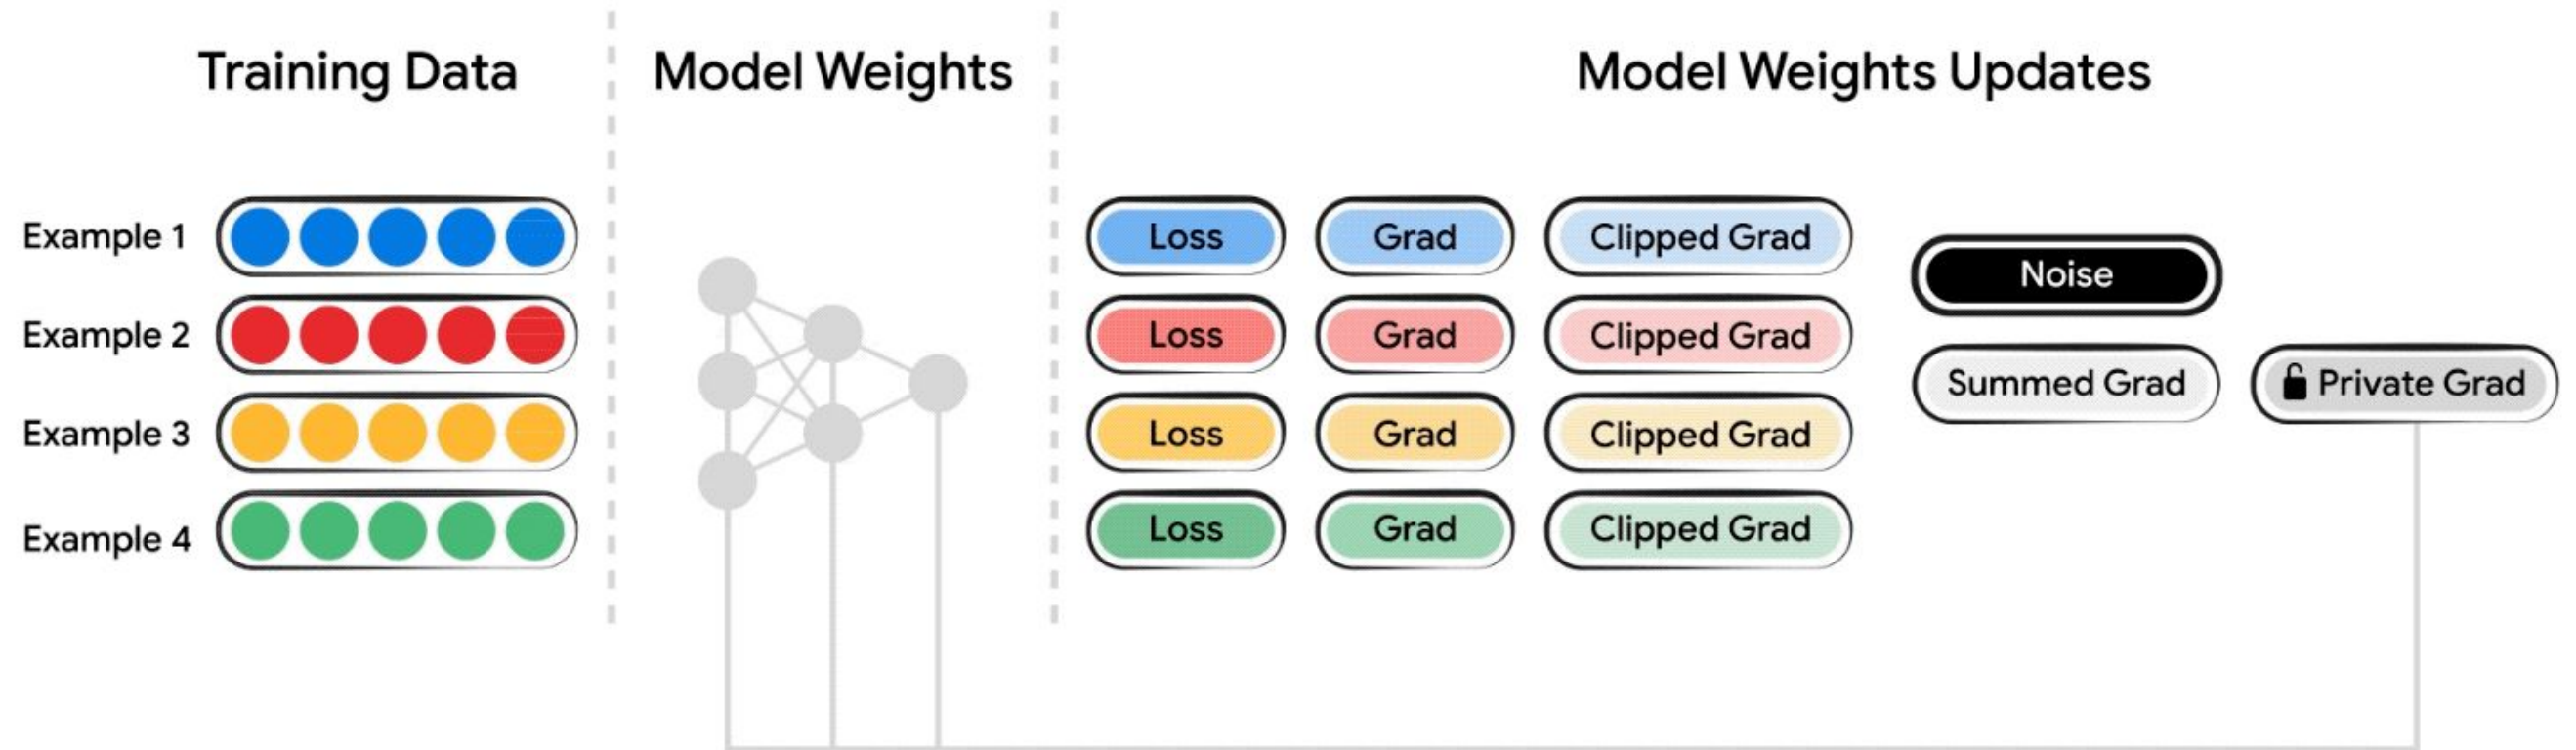 Training Data
Model Weights
Model Weights Updates
Example 1
Loss
Grad
Clipped Grad
Noise
Example 2
Loss
Grad
Clipped Grad
Summed Grad
Private Grad
Example 3
Loss
Grad
Clipped Grad
Example 4
Loss
Grad
Clipped Grad